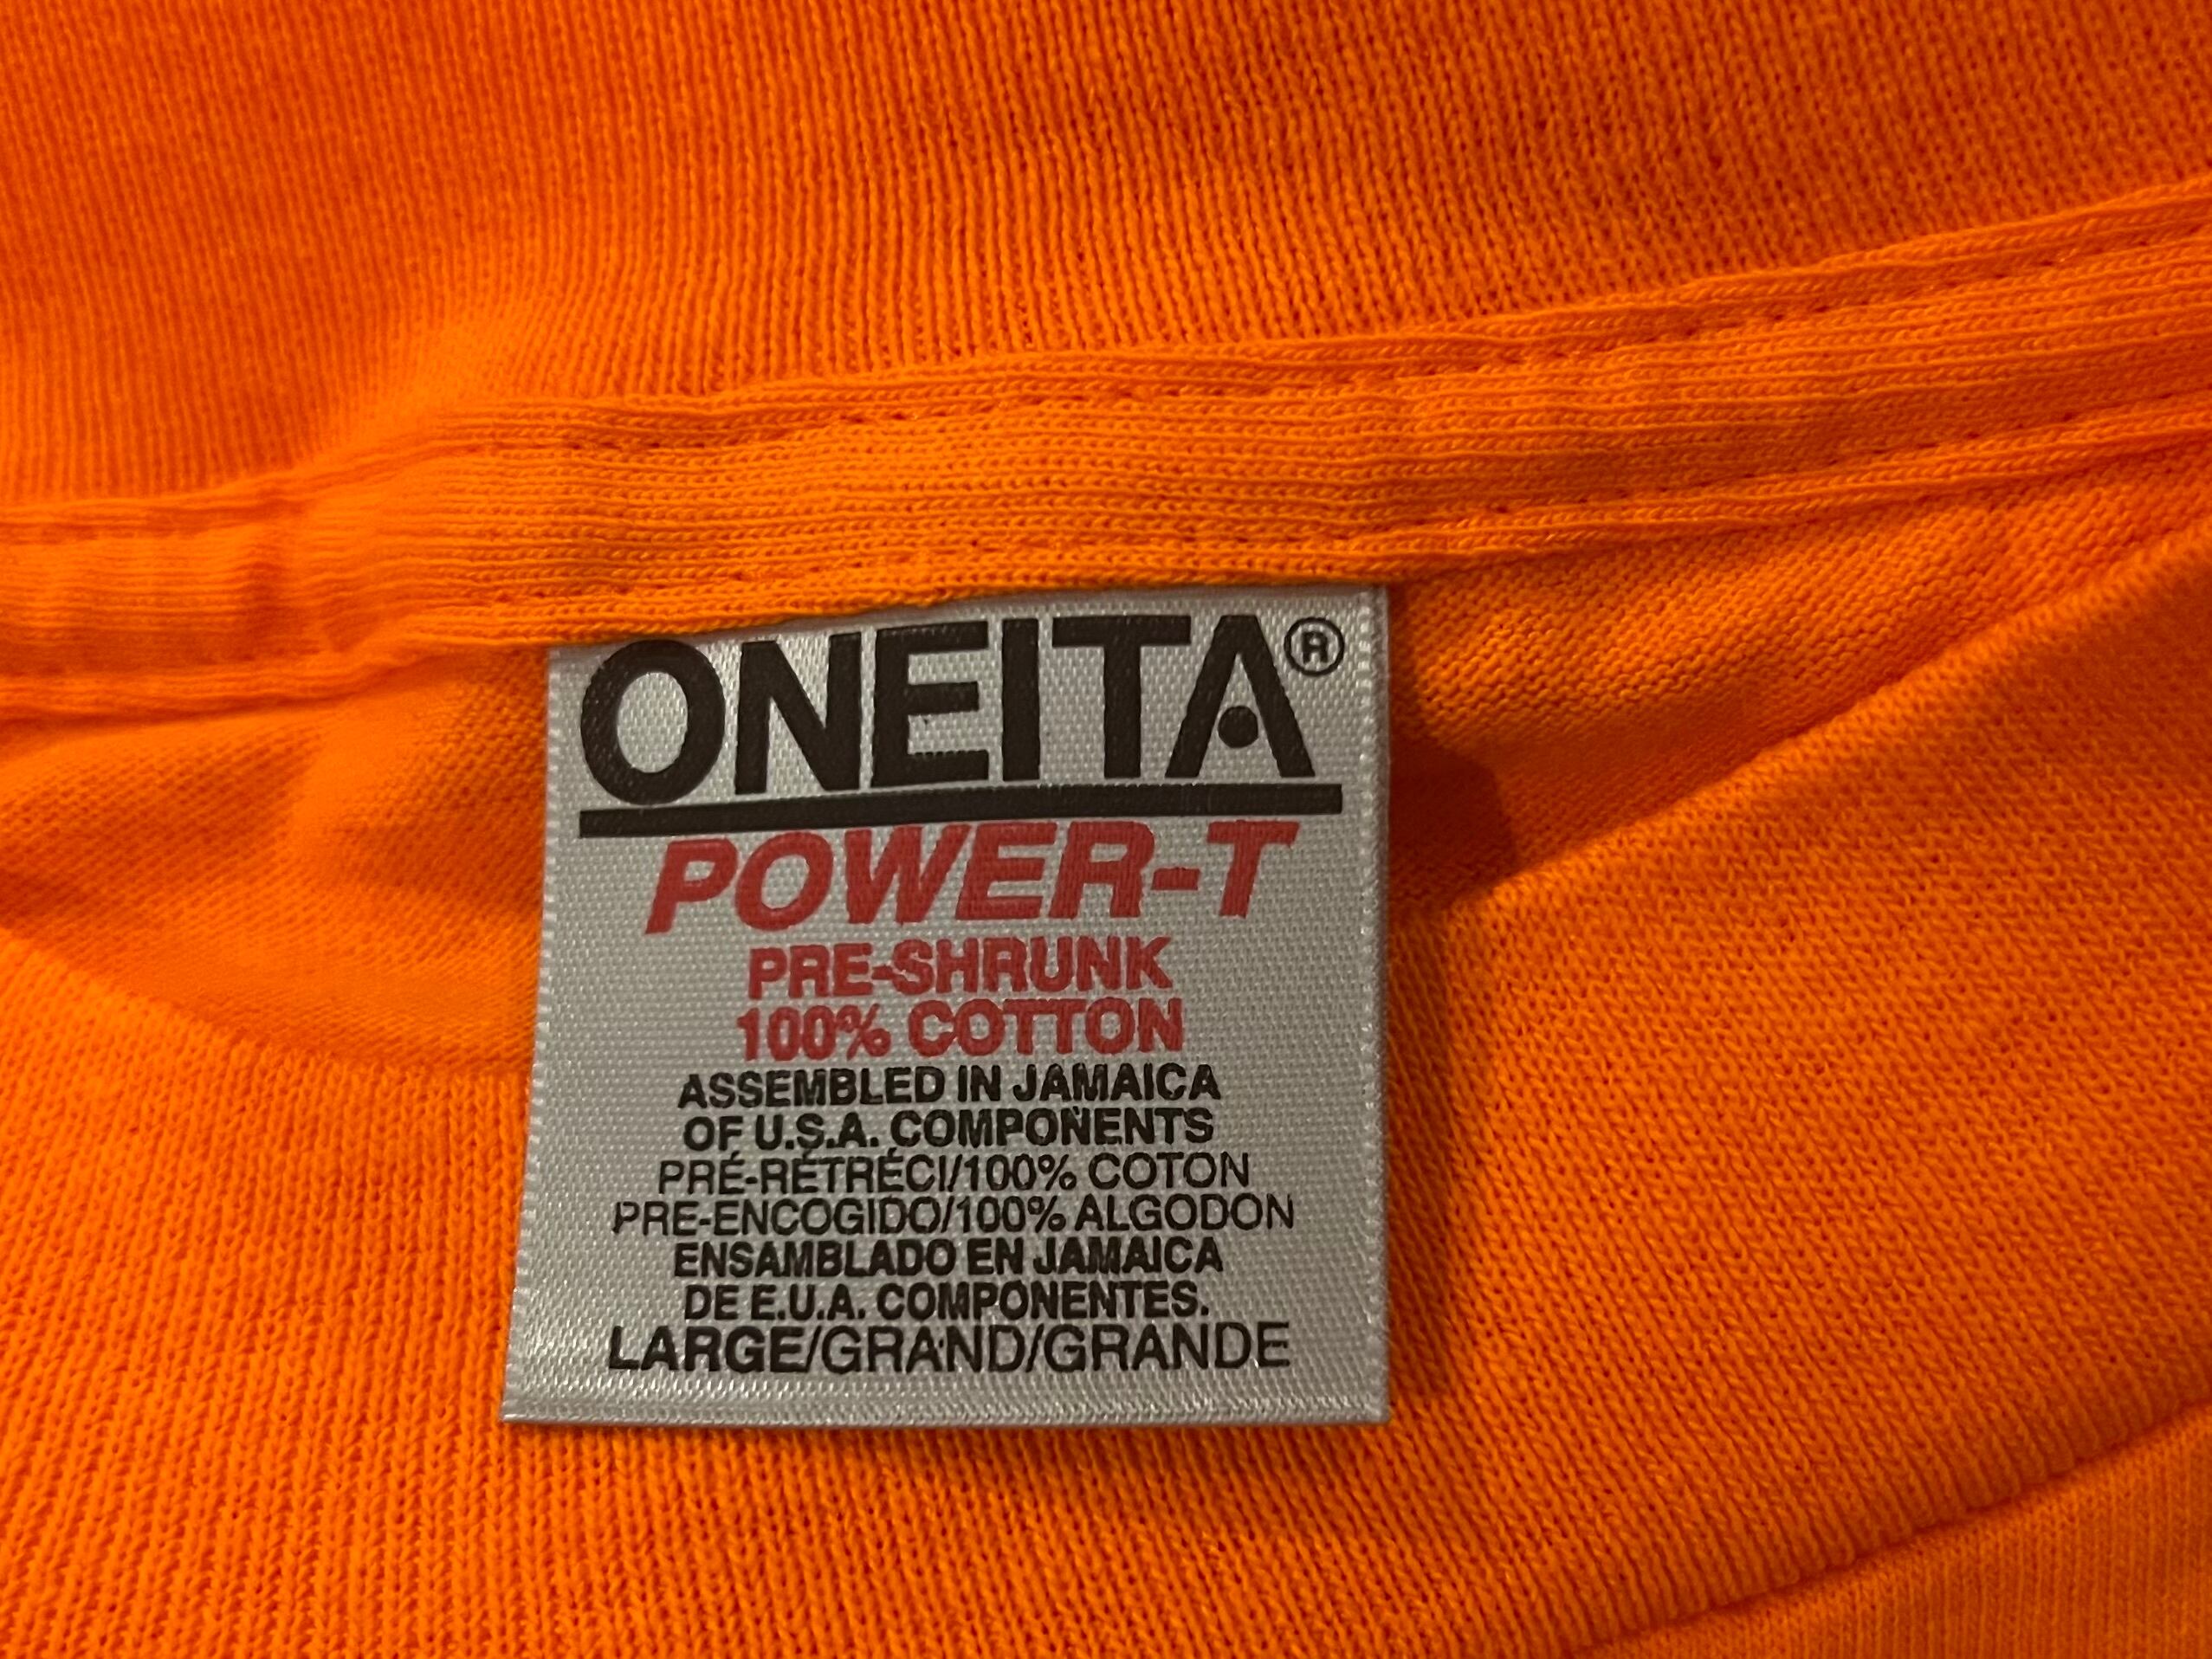 ONEITA®
POWER-T
PRE-SHRUNK
100% COTTON
ASSEMBLED IN JAMAICA
OF U.S.A. COMPONENTS
PRÉ-RÉTRÉCI/100% COTON
PRE-ENCOGIDO/100% ALGODON
ENSAMBLADO EN JAMAICA
DE E.U.A. COMPONENTES.
LARGE/GRAND/GRANDE